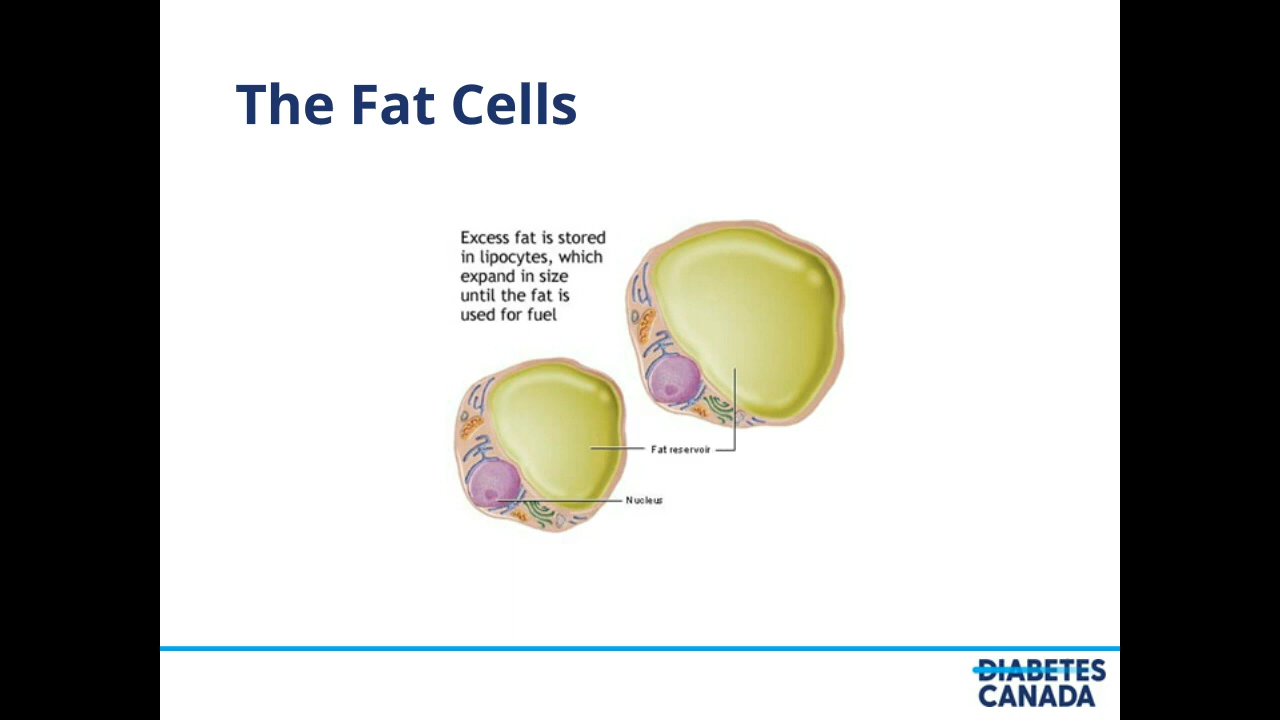 The Fat Cells
Excess fat is stored
in lipocytes, which
expand in size
until the fat is
used for fuel
Fat reservoir
Nucleus
DIABETES
CANADA